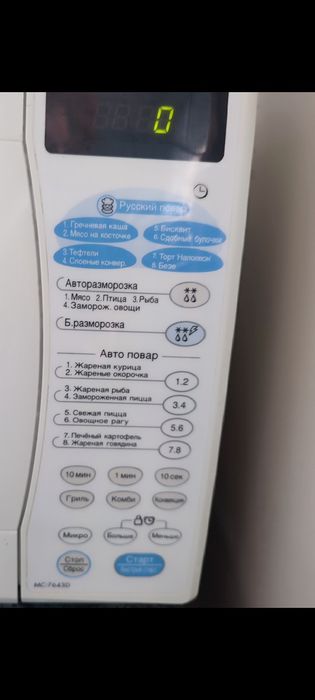 0
Русский повар
1. Гречневая каша
2. Мясо на косточке
5. Бисквит
6. Сдобные булочки
3. Тефтели
4. Слоеные конвер.
7. Торт Наполеон
8. Безе
Авторазморозка
1. Мясо 2. Птица 3. Рыба
4. Заморож. овощи
Б.разморозка
Авто повар
1. Жареная курица
2. Жареные окорочка
1.2
3. Жареная рыба
4. Замороженная пицца
3.4
5. Свежая пицца
6. Овощное рагу
5.6
7. Печёный картофель
8. Жареная говядина
7.8
10 мин 1 мин 10 сек
Гриль Комби Конвекция
Микро Больше Меньше
Стоп
Сброс
Старт
Быстрый старт
MC-7643D